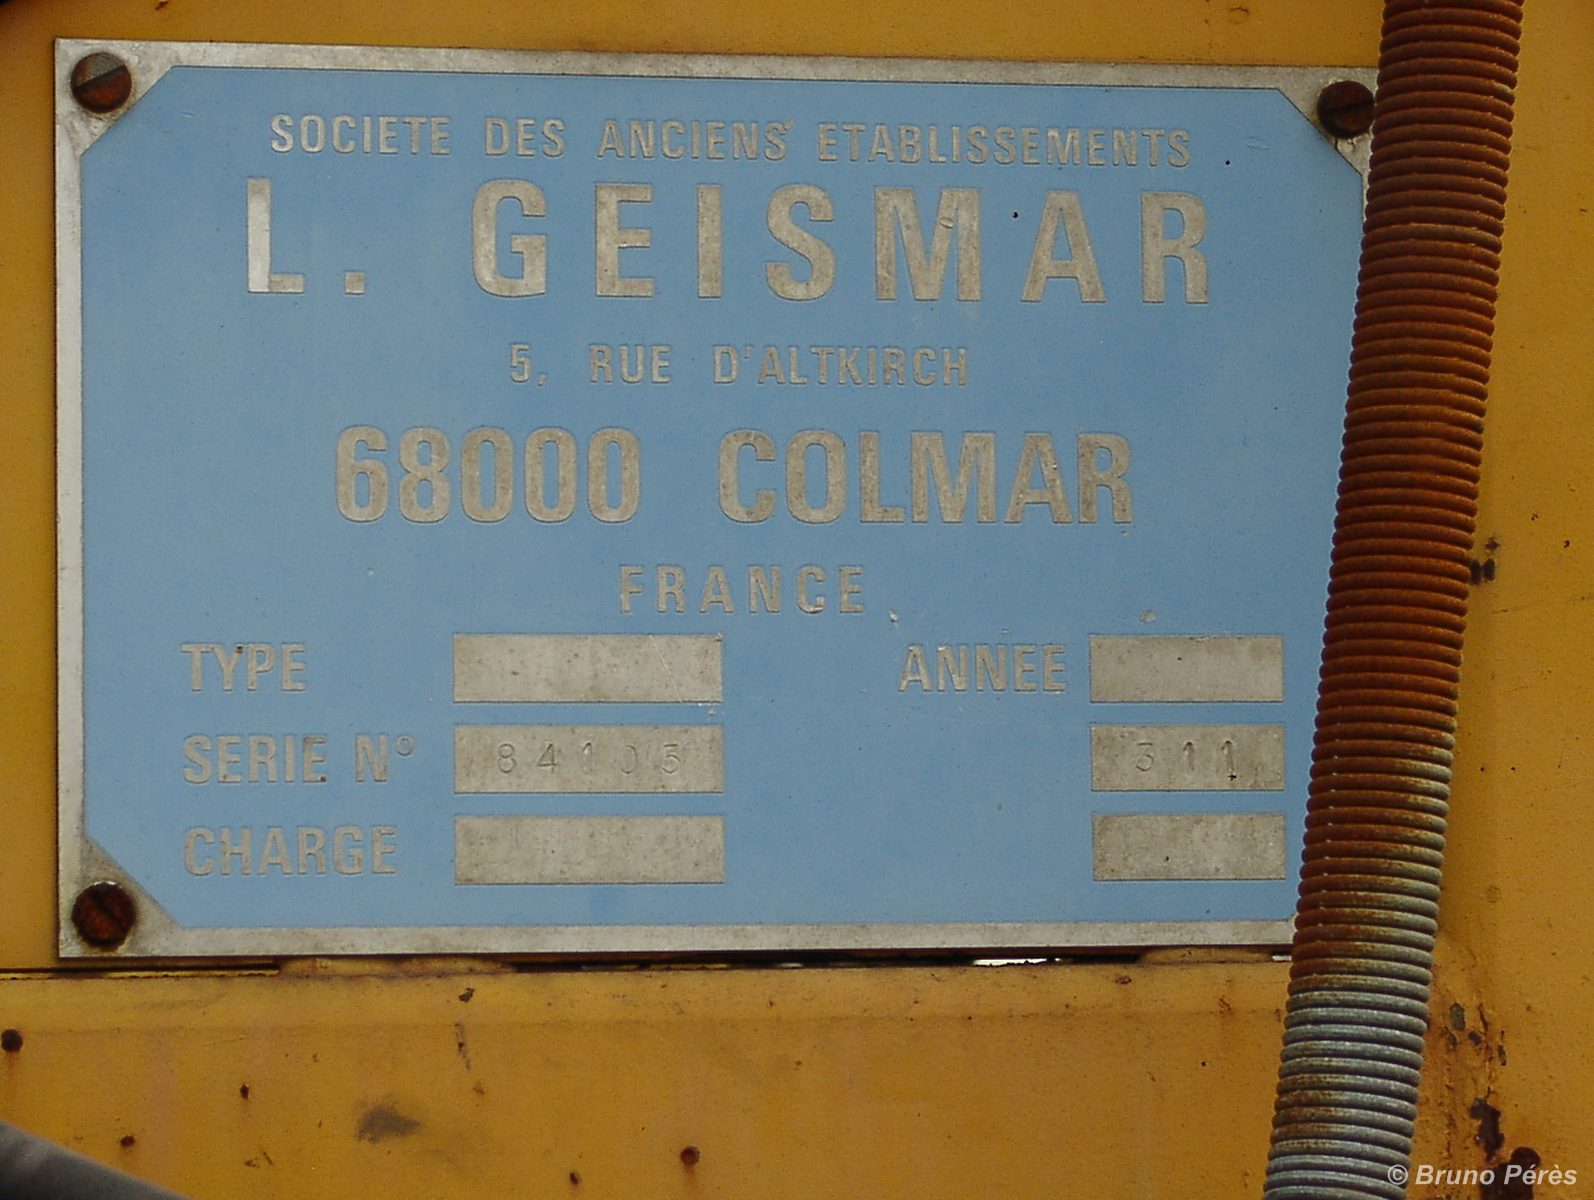 SOCIETE DES ANCIENS ETABLISSEMENTS
L. GEISMAR
5, RUE D'ALTKIRCH
68000 COLMAR
FRANCE
TYPE ANNEE
SERIE N° 84105 311
CHARGE
© Bruno Pérès